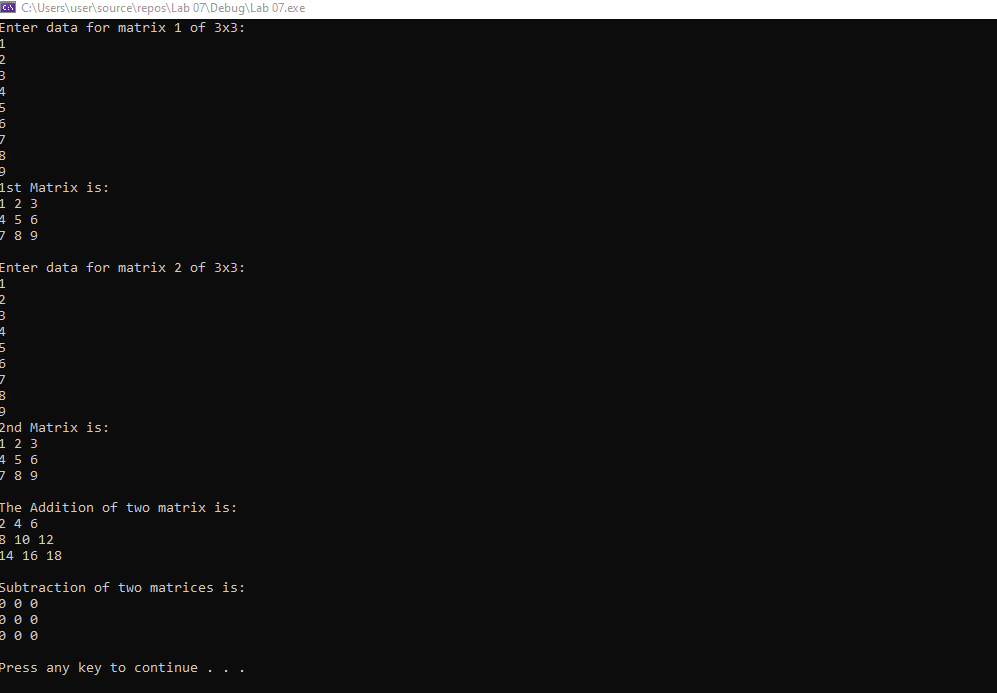 C:\Users\user\source\repos\Lab 07\Debug\Lab 07.exe
Enter data for matrix 1 of 3x3:
1
2
3
4
5
6
7
8
9
1st Matrix is:
1 2 3
4 5 6
7 8 9
Enter data for matrix 2 of 3x3:
1
2
3
4
5
6
7
8
9
2nd Matrix is:
1 2 3
4 5 6
7 8 9
The Addition of two matrix is:
2 4 6
8 10 12
14 16 18
Subtraction of two matrices is:
0 0 0
0 0 0
0 0 0
Press any key to continue . . .